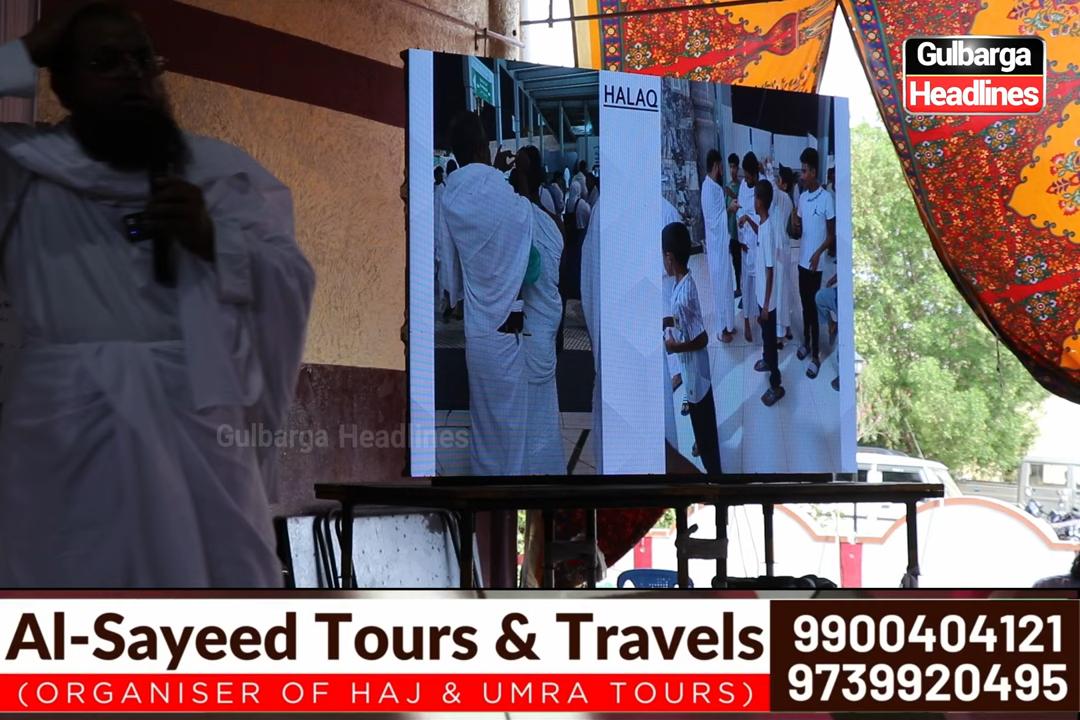 Gulbarga
Headlines
HALAQ
Gulbarga Headlines
Al-Sayeed Tours & Travels
(ORGANISER OF HAJ & UMRA TOURS)
9900404121
9739920495